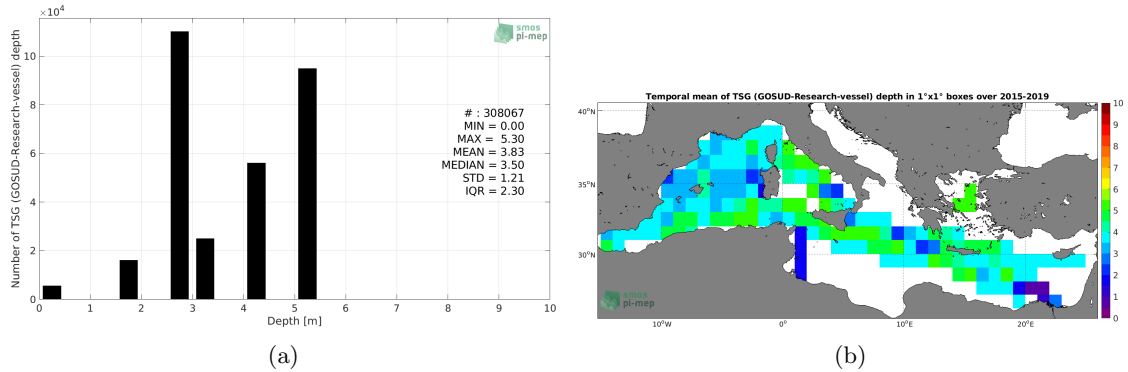 ×10⁴
10
8
6
4
2
0
Number of TSG (GOSUD-Research-vessel) depth
0 1 2 3 4 5 6 7 8 9 10
Depth [m]
smos
pi-mep
# : 308067
MIN = 0.00
MAX = 5.30
MEAN = 3.83
MEDIAN = 3.50
STD = 1.21
IQR = 2.30
(a)
Temporal mean of TSG (GOSUD-Research-vessel) depth in 1°x1° boxes over 2015-2019
40°N
35°N
30°N
10°W 0° 10°E 20°E
smos
pi-mep
10
9
8
7
6
5
4
3
2
1
0
(b)